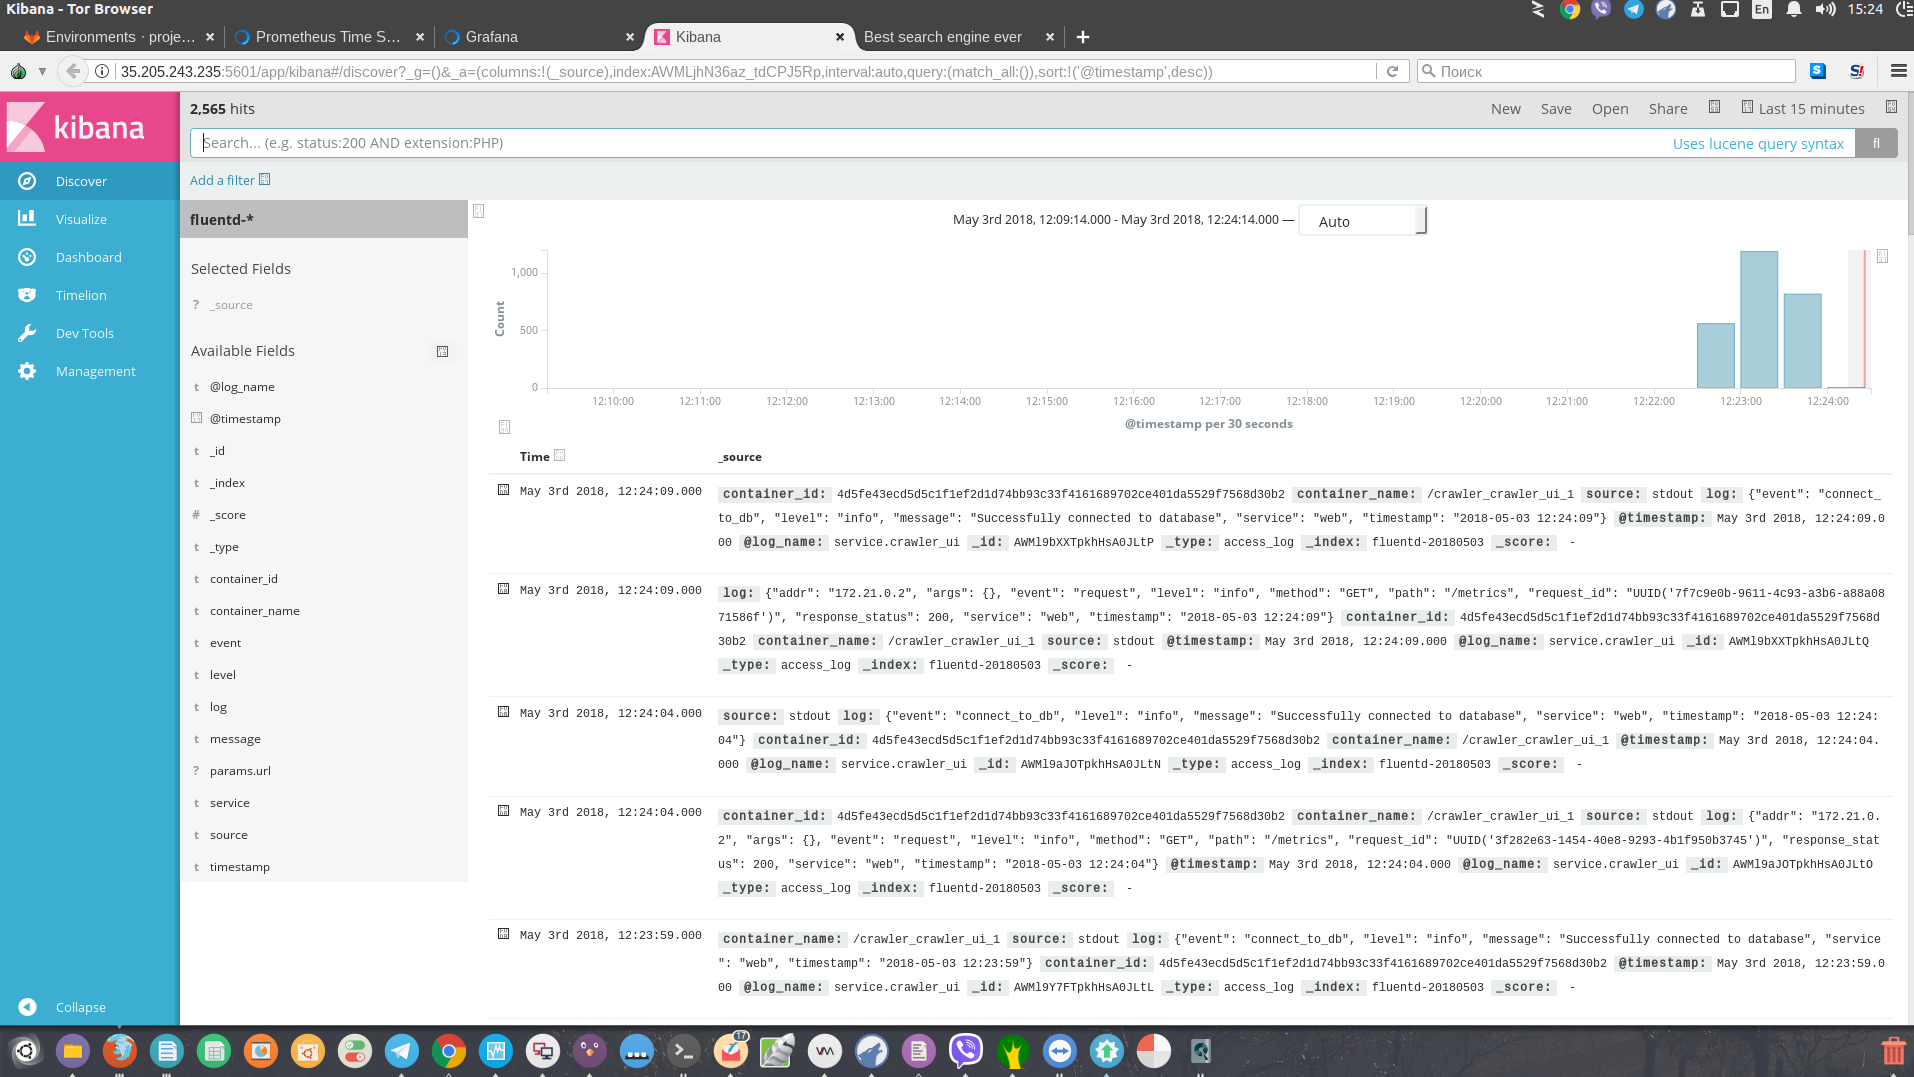 Kibana - Tor Browser
En
15:24
Environments · proje...
Prometheus Time S...
Grafana
Kibana
Best search engine ever
35.205.243.235:5601/app/kibana#/discover?_g=()&_a=(columns:!(_source),index:AWMLjhN36az_tdCPJ5Rp,interval:auto,query:(match_all:()),sort:!('@timestamp',desc))
Поиск
kibana
Discover
Visualize
Dashboard
Timelion
Dev Tools
Management
Collapse
2,565 hits
New Save Open Share Last 15 minutes
Search... (e.g. status:200 AND extension:PHP)
Uses lucene query syntax
fl
Add a filter
fluentd-*
Selected Fields
? _source
Available Fields
t @log_name
@timestamp
t _id
t _index
# _score
t _type
t container_id
t container_name
t event
t level
t log
t message
? params.url
t service
t source
t timestamp
May 3rd 2018, 12:09:14.000 - May 3rd 2018, 12:24:14.000 —
Auto
Count
1,000
500
0
12:10:00 12:11:00 12:12:00 12:13:00 12:14:00 12:15:00 12:16:00 12:17:00 12:18:00 12:19:00 12:20:00 12:21:00 12:22:00 12:23:00 12:24:00
@timestamp per 30 seconds
Time _source
May 3rd 2018, 12:24:09.000
container_id: 4d5fe43ecd5d5c1f1ef2d1d74bb93c33f4161689702ce401da5529f7568d30b2 container_name: /crawler_crawler_ui_1 source: stdout log: {"event": "connect_
to_db", "level": "info", "message": "Successfully connected to database", "service": "web", "timestamp": "2018-05-03 12:24:09"} @timestamp: May 3rd 2018, 12:24:09.0
00 @log_name: service.crawler_ui _id: AWMl9bXXTpkhHsA0JLtP _type: access_log _index: fluentd-20180503 _score: -
May 3rd 2018, 12:24:09.000
log: {"addr": "172.21.0.2", "args": {}, "event": "request", "level": "info", "method": "GET", "path": "/metrics", "request_id": "UUID('7f7c9e0b-9611-4c93-a3b6-a88a08
71586f')", "response_status": 200, "service": "web", "timestamp": "2018-05-03 12:24:09"} container_id: 4d5fe43ecd5d5c1f1ef2d1d74bb93c33f4161689702ce401da5529f7568d
30b2 container_name: /crawler_crawler_ui_1 source: stdout @timestamp: May 3rd 2018, 12:24:09.000 @log_name: service.crawler_ui _id: AWMl9bXXTpkhHsA0JLtQ
_type: access_log _index: fluentd-20180503 _score: -
May 3rd 2018, 12:24:04.000
source: stdout log: {"event": "connect_to_db", "level": "info", "message": "Successfully connected to database", "service": "web", "timestamp": "2018-05-03 12:24:
04"} container_id: 4d5fe43ecd5d5c1f1ef2d1d74bb93c33f4161689702ce401da5529f7568d30b2 container_name: /crawler_crawler_ui_1 @timestamp: May 3rd 2018, 12:24:04.
000 @log_name: service.crawler_ui _id: AWMl9aJOTpkhHsA0JLtN _type: access_log _index: fluentd-20180503 _score: -
May 3rd 2018, 12:24:04.000
container_id: 4d5fe43ecd5d5c1f1ef2d1d74bb93c33f4161689702ce401da5529f7568d30b2 container_name: /crawler_crawler_ui_1 source: stdout log: {"addr": "172.21.0.
2", "args": {}, "event": "request", "level": "info", "method": "GET", "path": "/metrics", "request_id": "UUID('3f282e63-1454-40e8-9293-4b1f950b3745')", "response_stat
us": 200, "service": "web", "timestamp": "2018-05-03 12:24:04"} @timestamp: May 3rd 2018, 12:24:04.000 @log_name: service.crawler_ui _id: AWMl9aJOTpkhHsA0JLtO
_type: access_log _index: fluentd-20180503 _score: -
May 3rd 2018, 12:23:59.000
container_name: /crawler_crawler_ui_1 source: stdout log: {"event": "connect_to_db", "level": "info", "message": "Successfully connected to database", "service
": "web", "timestamp": "2018-05-03 12:23:59"} container_id: 4d5fe43ecd5d5c1f1ef2d1d74bb93c33f4161689702ce401da5529f7568d30b2 @timestamp: May 3rd 2018, 12:23:59.0
00 @log_name: service.crawler_ui _id: AWMl9Y7FTpkhHsA0JLtL _type: access_log _index: fluentd-20180503 _score: -
17